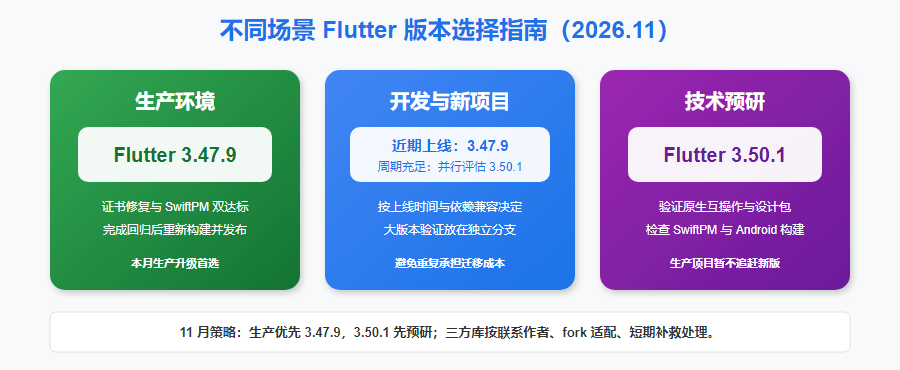 不同场景 Flutter 版本选择指南（2026.11）
生产环境
Flutter 3.47.9
证书修复与 SwiftPM 双达标
完成回归后重新构建并发布
本月生产升级首选
开发与新项目
近期上线：3.47.9
周期充足：并行评估 3.50.1
按上线时间与依赖兼容决定
大版本验证放在独立分支
避免重复承担迁移成本
技术预研
Flutter 3.50.1
验证原生互操作与设计包
检查 SwiftPM 与 Android 构建
生产项目暂不追赶新版
11 月策略：生产优先 3.47.9，3.50.1 先预研；三方库按联系作者、fork 适配、短期补救处理。